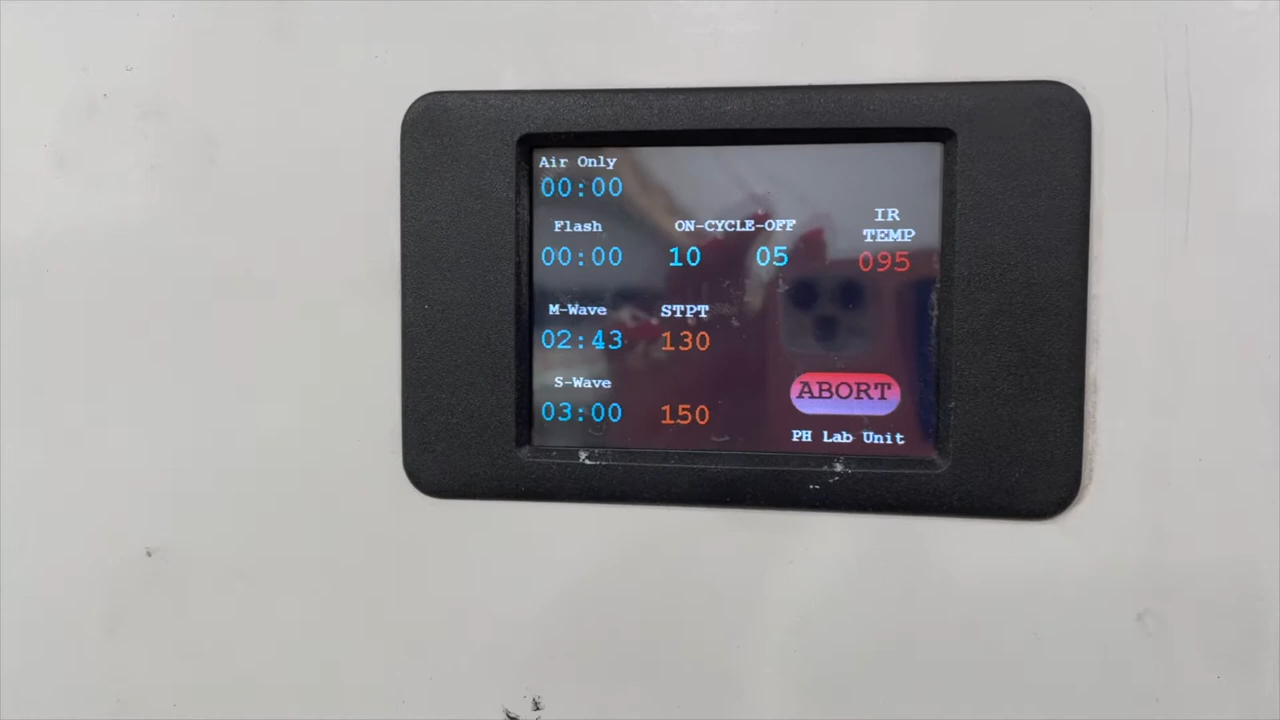 Air Only
00:00
Flash ON-CYCLE-OFF IR TEMP
00:00 10 05 095
M-Wave STPT
02:43 130
S-Wave
03:00 150
ABORT
PH Lab Unit